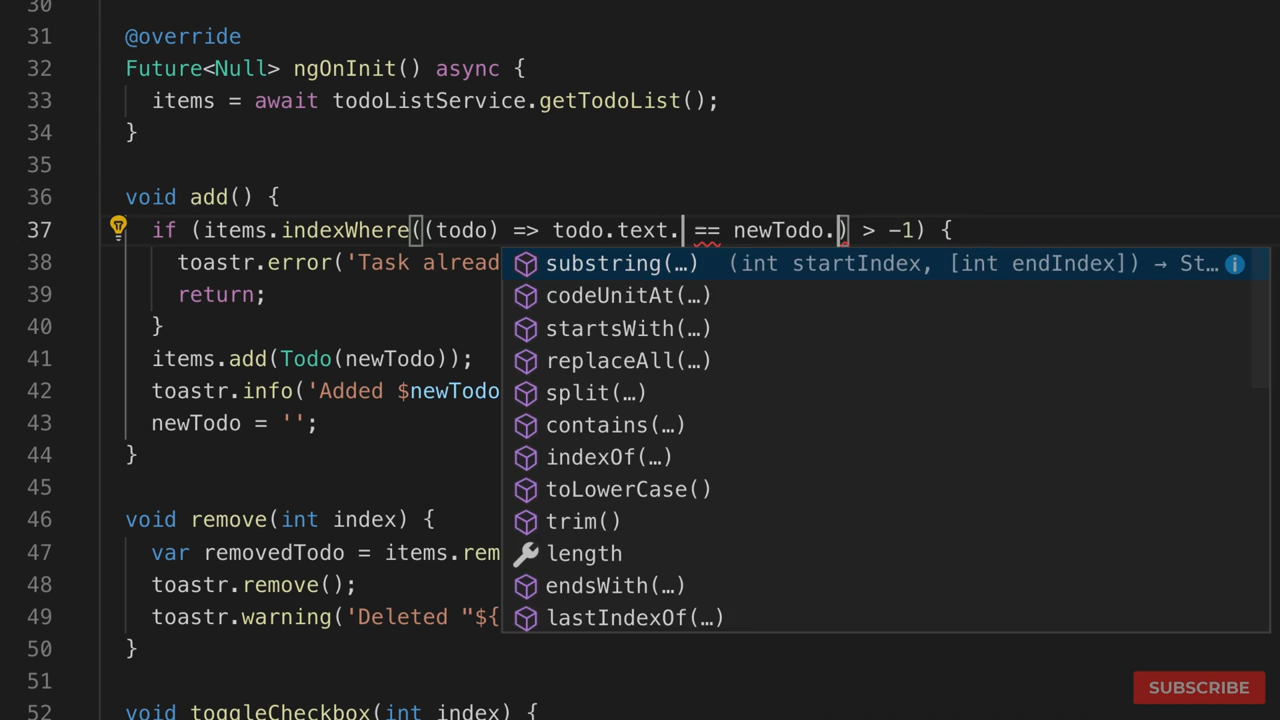 30
31 @override
32 Future<Null> ngOnInit() async {
33 items = await todoListService.getTodoList();
34 }
35
36 void add() {
37 if (items.indexWhere((todo) => todo.text. == newTodo.) > -1) {
38 toastr.error('Task alread
substring(…) (int startIndex, [int endIndex]) → St…
39 return;
codeUnitAt(…)
40 }
startsWith(…)
41 items.add(Todo(newTodo));
replaceAll(…)
42 toastr.info('Added $newTodo
split(…)
43 newTodo = '';
contains(…)
44 }
indexOf(…)
45
toLowerCase()
46 void remove(int index) {
trim()
47 var removedTodo = items.rem
length
48 toastr.remove();
endsWith(…)
49 toastr.warning('Deleted "${
lastIndexOf(…)
50 }
51
52 void toggleCheckbox(int index) {
SUBSCRIBE